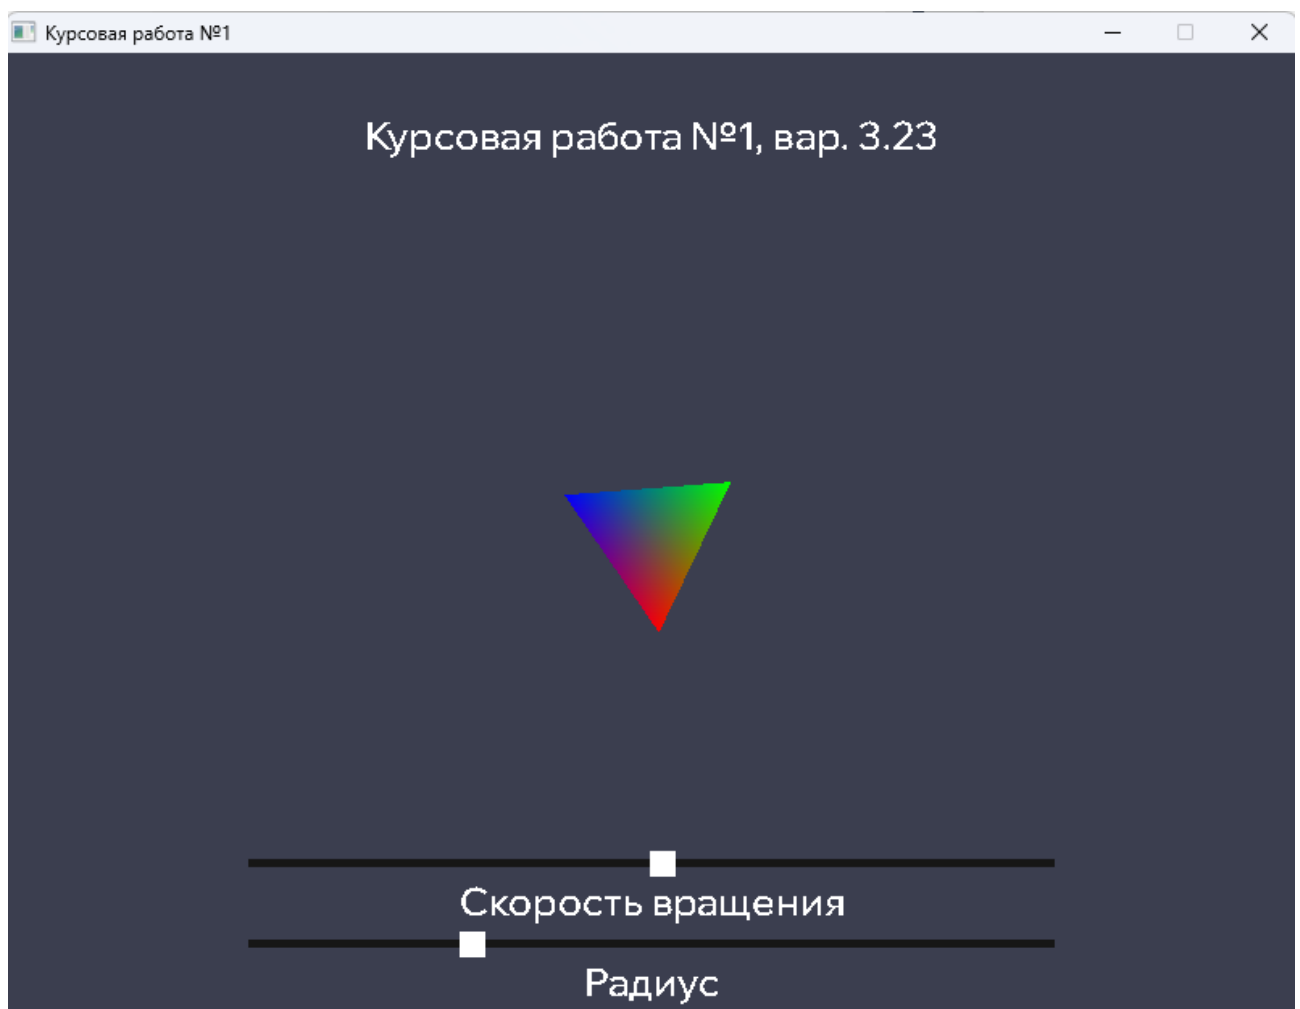 Курсовая работа №1
Курсовая работа №1, вар. 3.23
Скорость вращения
Радиус